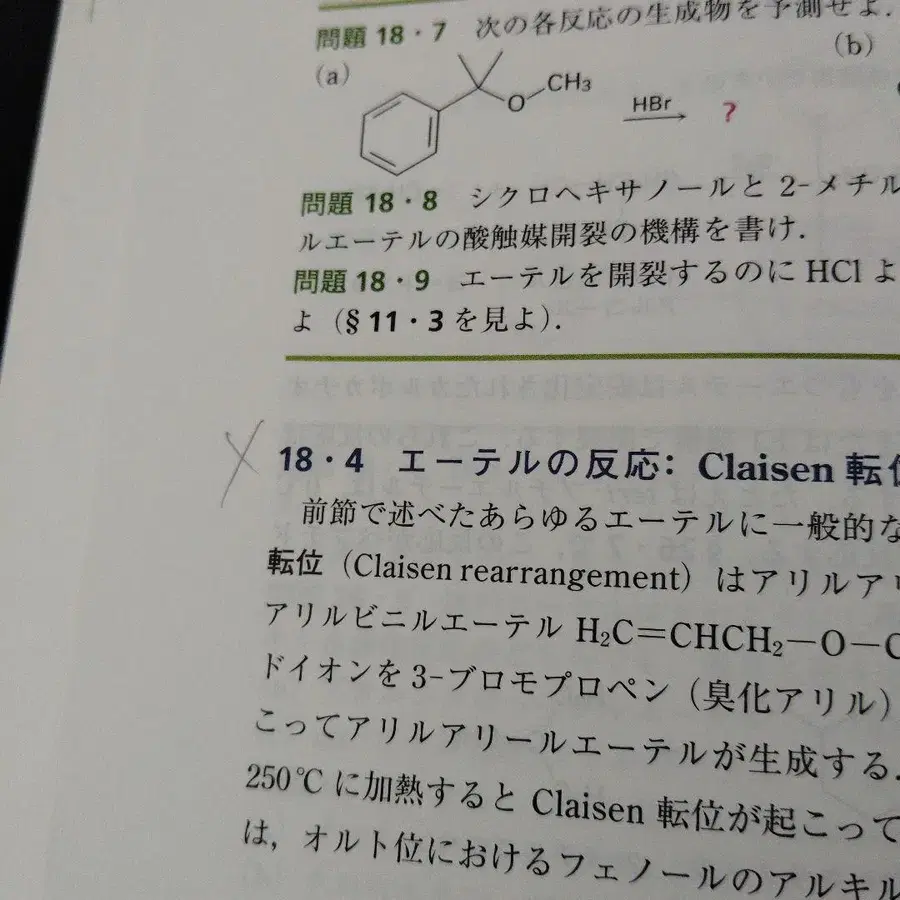 問題 18・7 次の各反応の生成物を予測せよ.
(a)
(b)
CH₃
O
HBr
?
問題 18・8 シクロヘキサノールと 2-メチル
ルエーテルの酸触媒開裂の機構を書け.
問題 18・9 エーテルを開裂するのに HCl よ
よ (§ 11・3 を見よ).
18・4 エーテルの反応: Claisen 転位
前節で述べたあらゆるエーテルに一般的な
転位 (Claisen rearrangement) はアリルアリ
アリルビニルエーテル H₂C=CHCH₂—O—C
ドイオンを 3-ブロモプロペン (臭化アリル)
こってアリルアリールエーテルが生成する.
250℃ に加熱すると Claisen 転位が起こって
は, オルト位におけるフェノールのアルキル